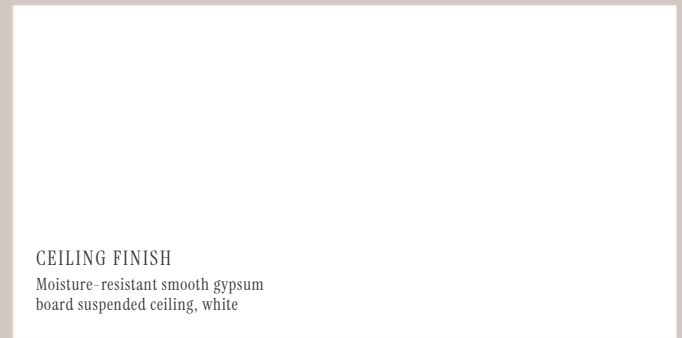 CEILING FINISH
Moisture-resistant smooth gypsum
board suspended ceiling, white